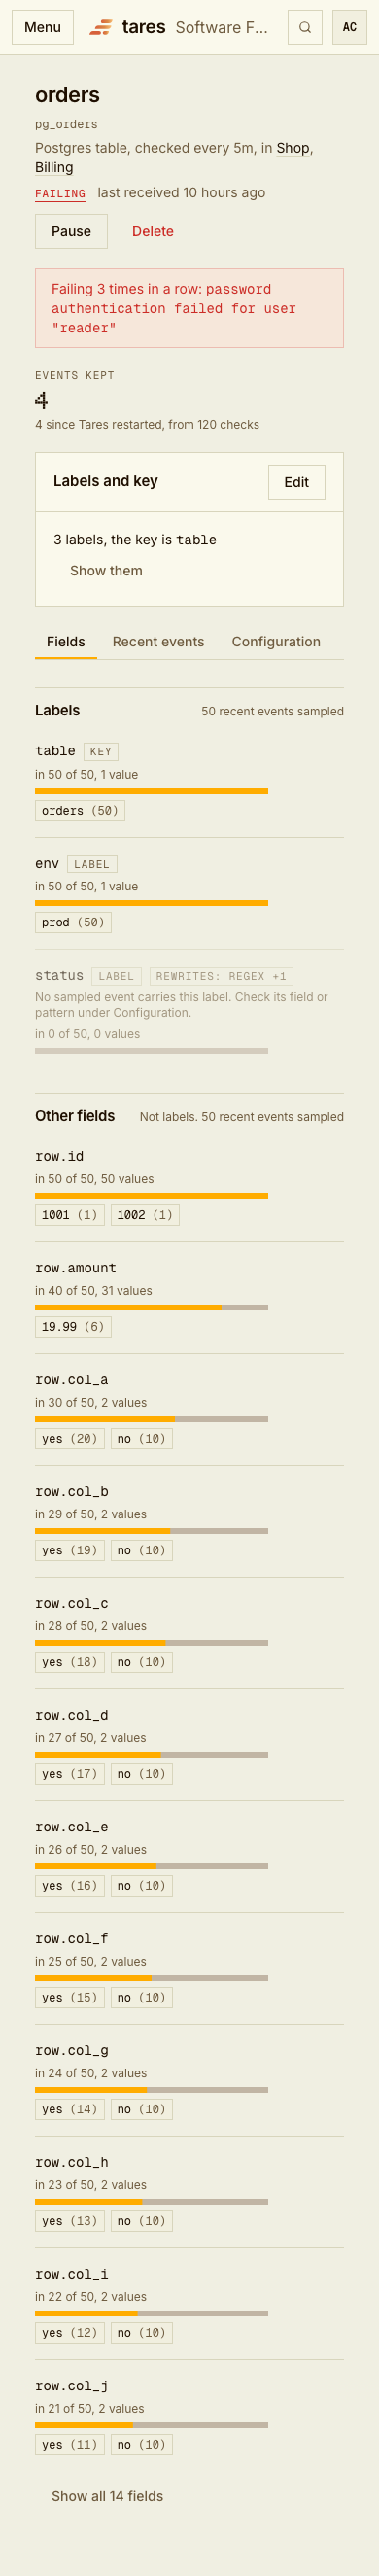 Menu
tares Software F...
AC
orders
pg_orders
Postgres table, checked every 5m, in Shop,
Billing
FAILING last received 10 hours ago
Pause Delete
Failing 3 times in a row: password
authentication failed for user
"reader"
EVENTS KEPT
4
4 since Tares restarted, from 120 checks
Labels and key Edit
3 labels, the key is table
Show them
Fields Recent events Configuration
Labels 50 recent events sampled
table KEY
in 50 of 50, 1 value
orders (50)
env LABEL
in 50 of 50, 1 value
prod (50)
status LABEL REWRITES: REGEX +1
No sampled event carries this label. Check its field or
pattern under Configuration.
in 0 of 50, 0 values
Other fields Not labels. 50 recent events sampled
row.id
in 50 of 50, 50 values
1001 (1) 1002 (1)
row.amount
in 40 of 50, 31 values
19.99 (6)
row.col_a
in 30 of 50, 2 values
yes (20) no (10)
row.col_b
in 29 of 50, 2 values
yes (19) no (10)
row.col_c
in 28 of 50, 2 values
yes (18) no (10)
row.col_d
in 27 of 50, 2 values
yes (17) no (10)
row.col_e
in 26 of 50, 2 values
yes (16) no (10)
row.col_f
in 25 of 50, 2 values
yes (15) no (10)
row.col_g
in 24 of 50, 2 values
yes (14) no (10)
row.col_h
in 23 of 50, 2 values
yes (13) no (10)
row.col_i
in 22 of 50, 2 values
yes (12) no (10)
row.col_j
in 21 of 50, 2 values
yes (11) no (10)
Show all 14 fields